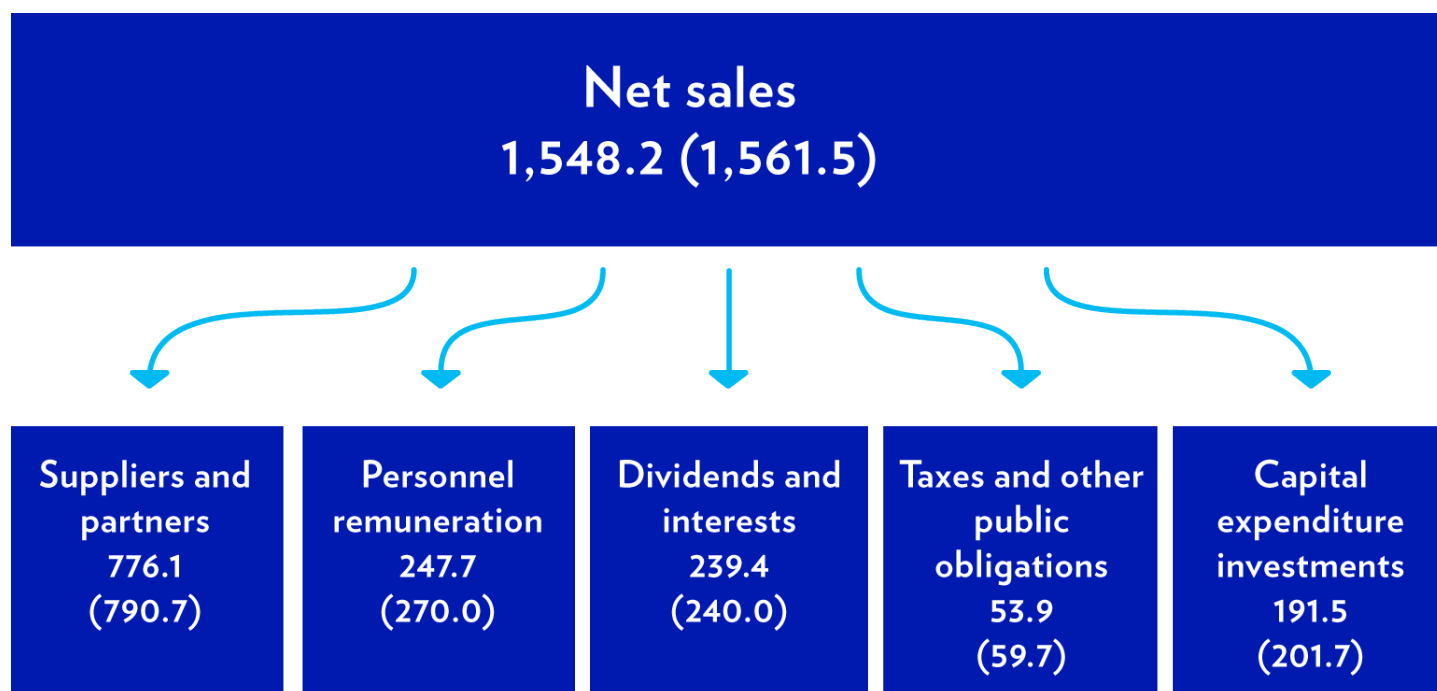 Net sales
1,548.2 (1,561.5)
Suppliers and
partners
776.1
(790.7)
Personnel
remuneration
247.7
(270.0)
Dividends and
interests
239.4
(240.0)
Taxes and other
public
obligations
53.9
(59.7)
Capital
expenditure
investments
191.5
(201.7)